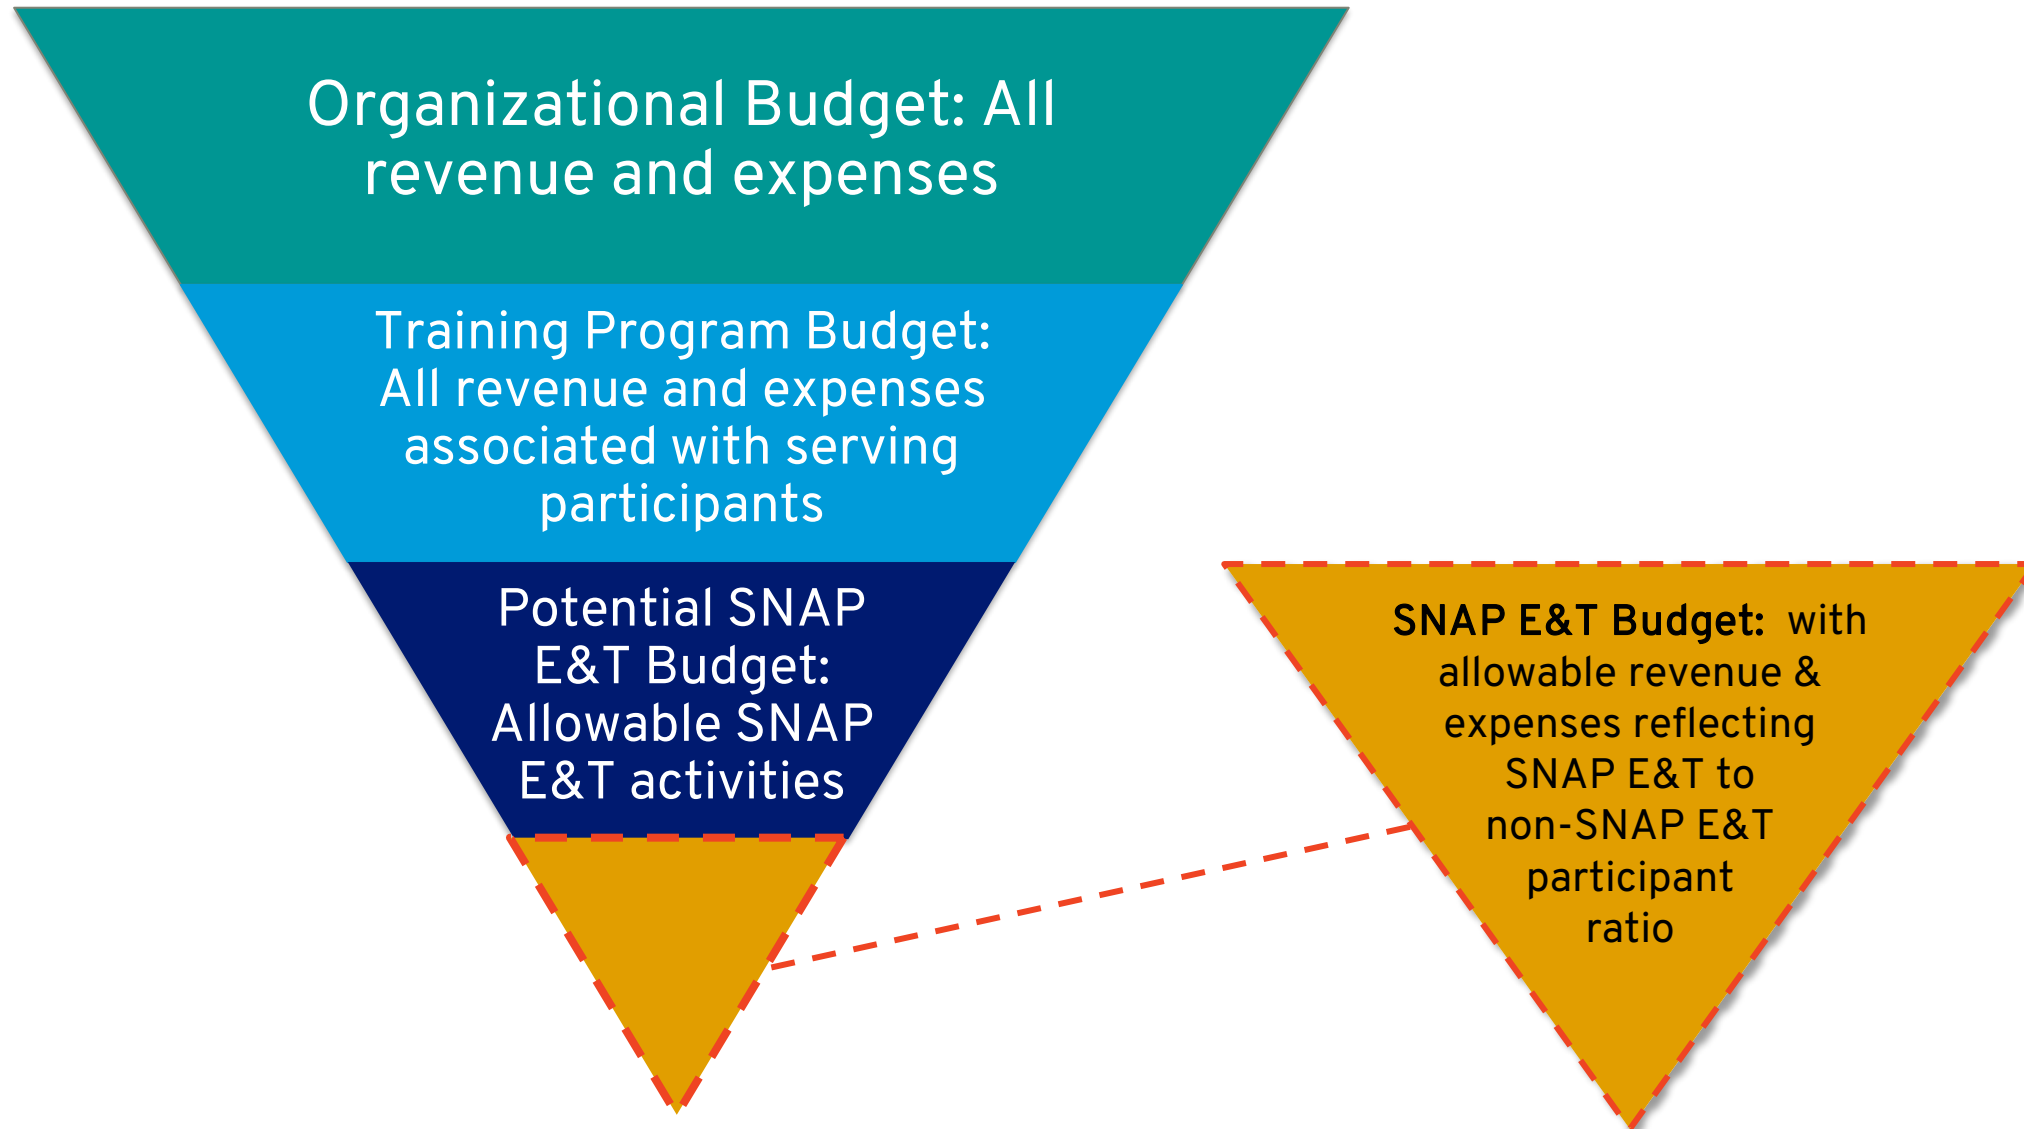 Organizational Budget: All
revenue and expenses
Training Program Budget:
All revenue and expenses
associated with serving
participants
Potential SNAP
E&T Budget:
Allowable SNAP
E&T activities
SNAP E&T Budget:  with
allowable revenue &
expenses reflecting
SNAP E&T to
non-SNAP E&T
participant
ratio